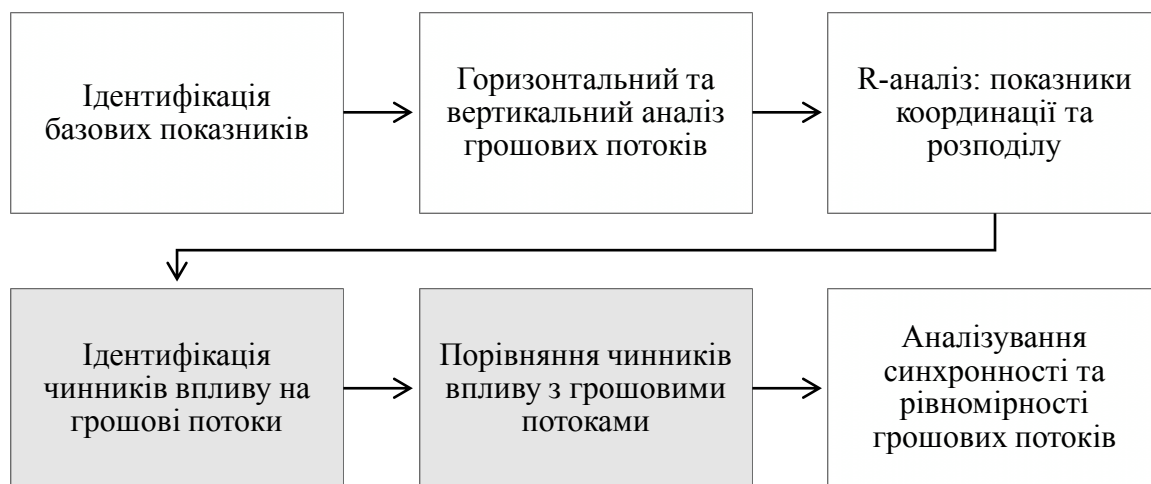 Ідентифікація
базових показників
Горизонтальний та
вертикальний аналіз
грошових потоків
R-аналіз: показники
координації та
розподілу
Ідентифікація
чинників впливу на
грошові потоки
Порівняння чинників
впливу з грошовими
потоками
Аналізування
синхронності та
рівномірності
грошових потоків